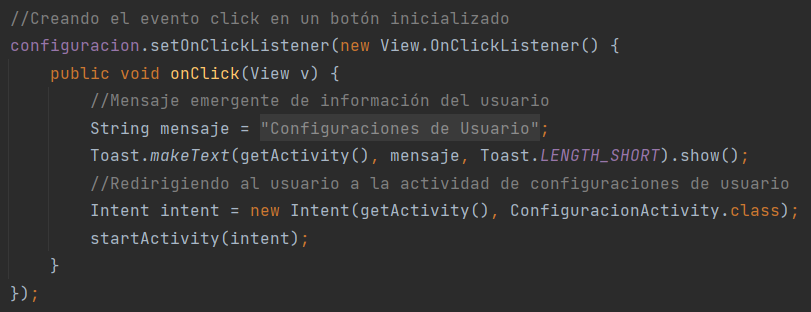 //Creando el evento click en un botón inicializado
configuracion.setOnClickListener(new View.OnClickListener() {
    public void onClick(View v) {
        //Mensaje emergente de información del usuario
        String mensaje = "Configuraciones de Usuario";
        Toast.makeText(getActivity(), mensaje, Toast.LENGTH_SHORT).show();
        //Redirigiendo al usuario a la actividad de configuraciones de usuario
        Intent intent = new Intent(getActivity(), ConfiguracionActivity.class);
        startActivity(intent);
    }
});